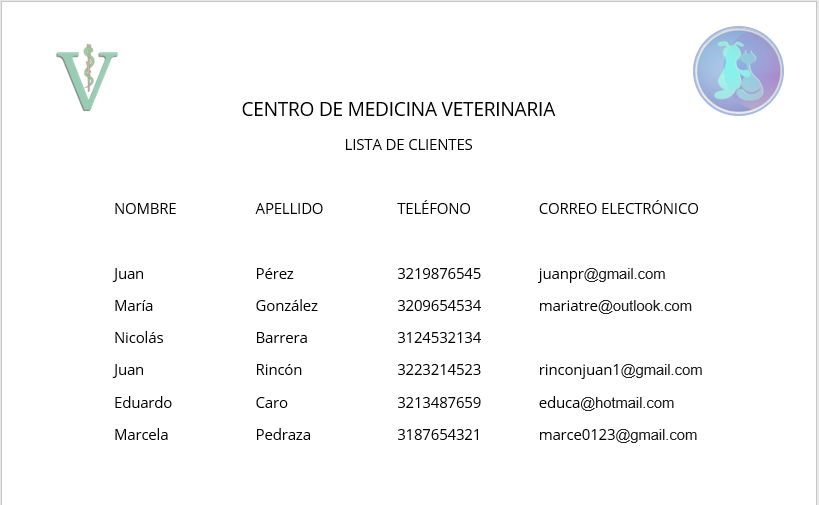 V
CENTRO DE MEDICINA VETERINARIA
LISTA DE CLIENTES
NOMBRE APELLIDO TELÉFONO CORREO ELECTRÓNICO
Juan Pérez 3219876545 juanpr@gmail.com
María González 3209654534 mariatre@outlook.com
Nicolás Barrera 3124532134
Juan Rincón 3223214523 rinconjuan1@gmail.com
Eduardo Caro 3213487659 educa@hotmail.com
Marcela Pedraza 3187654321 marce0123@gmail.com